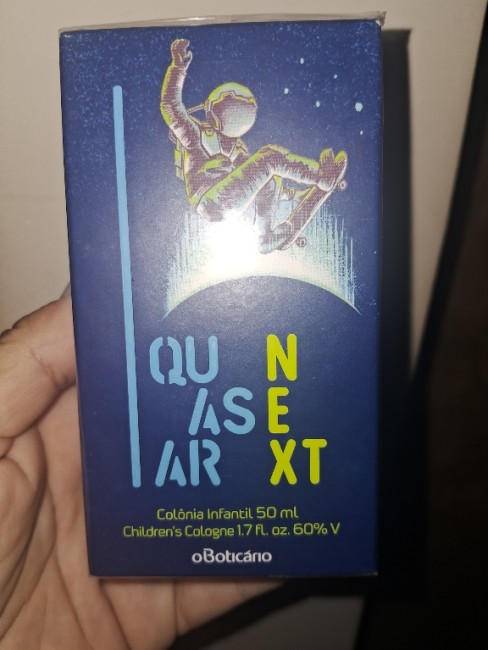 QU N
AS E
AR XT
Colônia Infantil 50 ml
Children's Cologne 1.7 fl. oz. 60% V
oBoticário